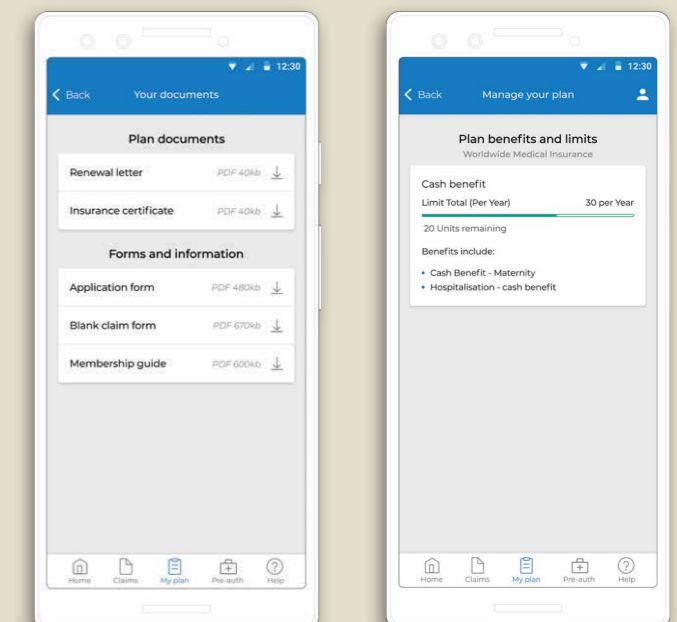 12:30
Back
Your documents
Plan documents
Renewal letter PDF 40kb
Insurance certificate PDF 40kb
Forms and information
Application form PDF 480kb
Blank claim form PDF 670kb
Membership guide PDF 600kb
Home Claims My plan Pre-auth Help
12:30
Back
Manage your plan
Plan benefits and limits
Worldwide Medical Insurance
Cash benefit
Limit Total (Per Year) 30 per Year
20 Units remaining
Benefits include:
• Cash Benefit - Maternity
• Hospitalisation - cash benefit
Home Claims My plan Pre-auth Help